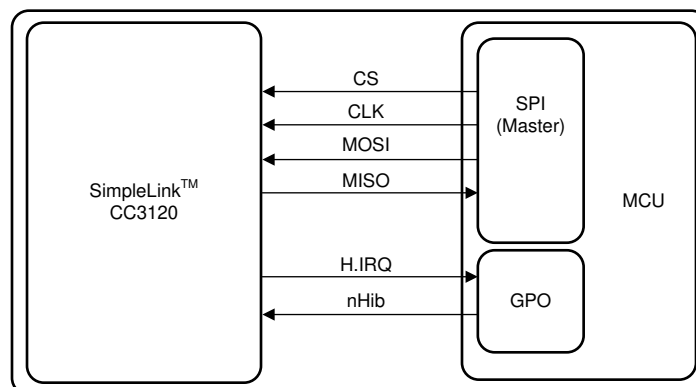 SimpleLink™
CC3120
CS
CLK
MOSI
MISO
H.IRQ
nHib
SPI
(Master)
GPO
MCU